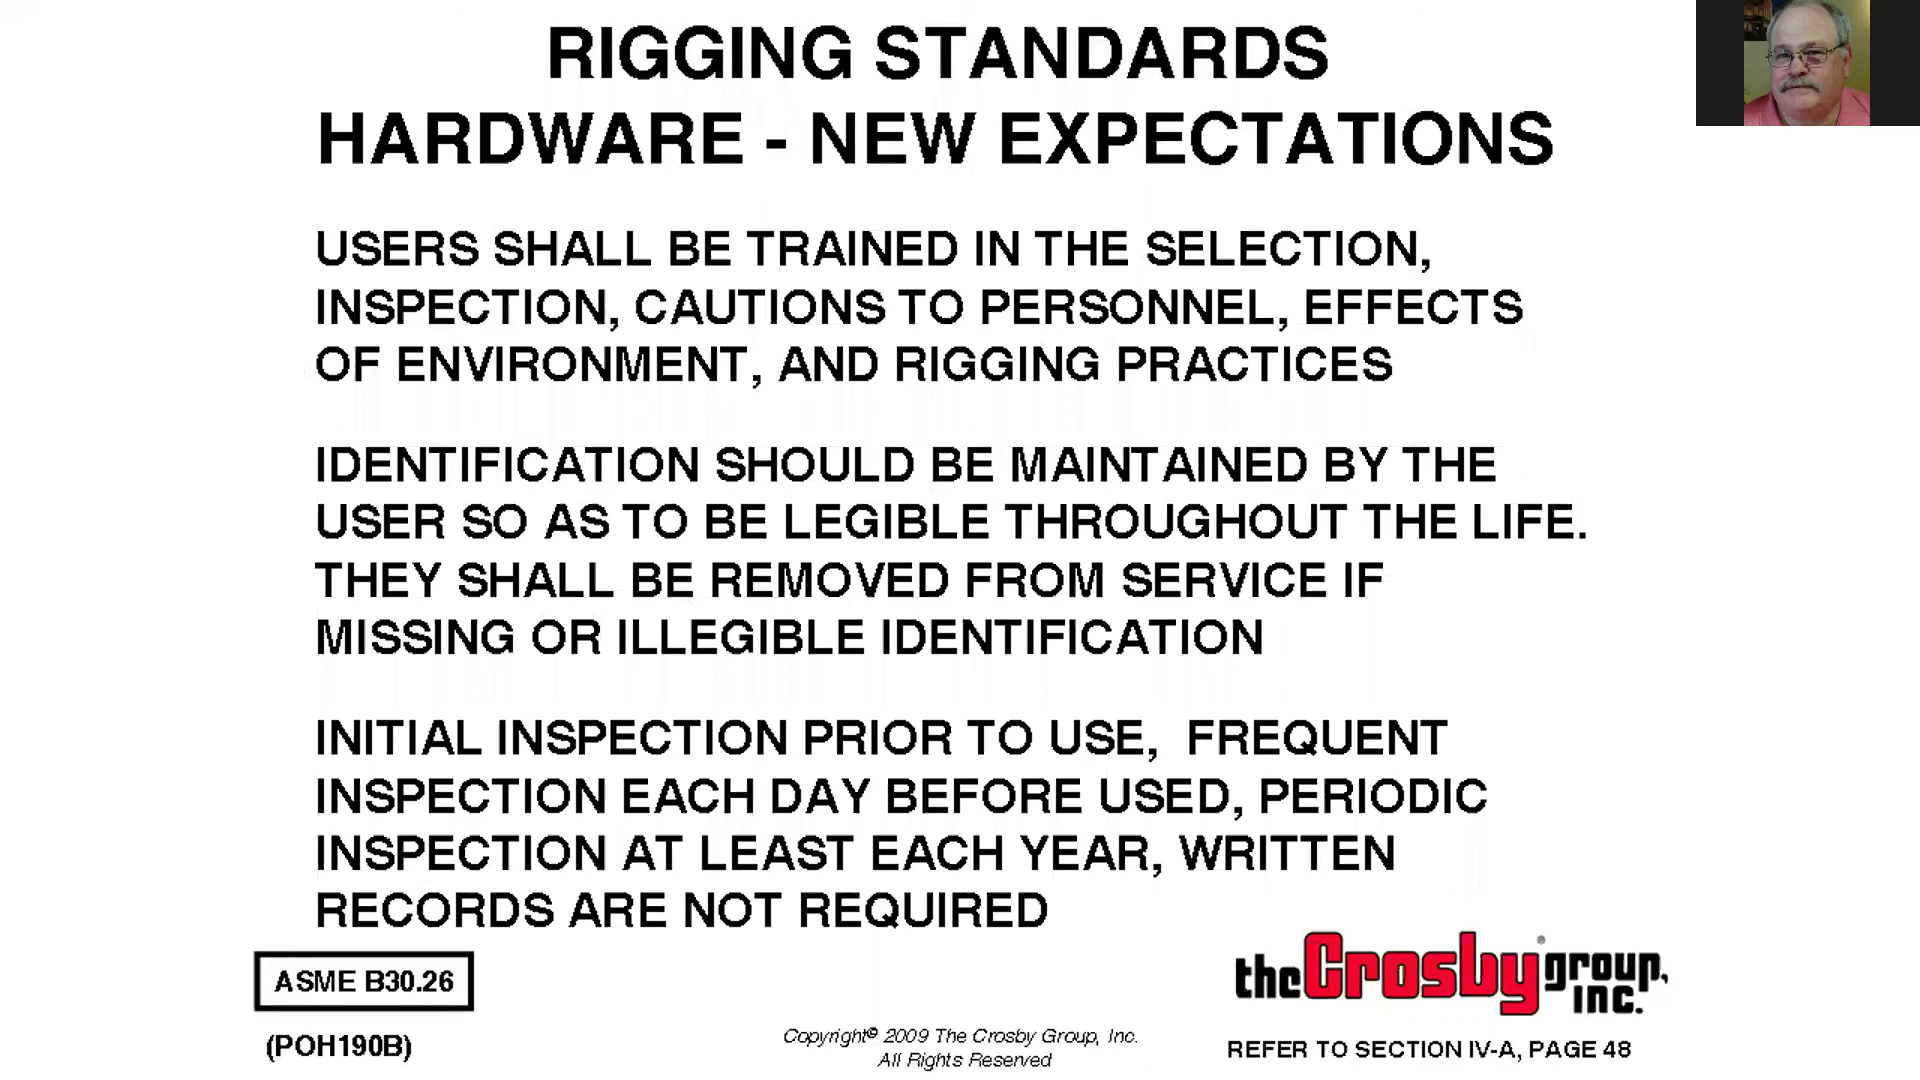 RIGGING STANDARDS
HARDWARE - NEW EXPECTATIONS
USERS SHALL BE TRAINED IN THE SELECTION,
INSPECTION, CAUTIONS TO PERSONNEL, EFFECTS
OF ENVIRONMENT, AND RIGGING PRACTICES
IDENTIFICATION SHOULD BE MAINTAINED BY THE
USER SO AS TO BE LEGIBLE THROUGHOUT THE LIFE.
THEY SHALL BE REMOVED FROM SERVICE IF
MISSING OR ILLEGIBLE IDENTIFICATION
INITIAL INSPECTION PRIOR TO USE, FREQUENT
INSPECTION EACH DAY BEFORE USED, PERIODIC
INSPECTION AT LEAST EACH YEAR, WRITTEN
RECORDS ARE NOT REQUIRED
ASME B30.26
(POH190B)
Copyright© 2009 The Crosby Group, Inc.
All Rights Reserved
the Crosby® group, inc.
REFER TO SECTION IV-A, PAGE 48